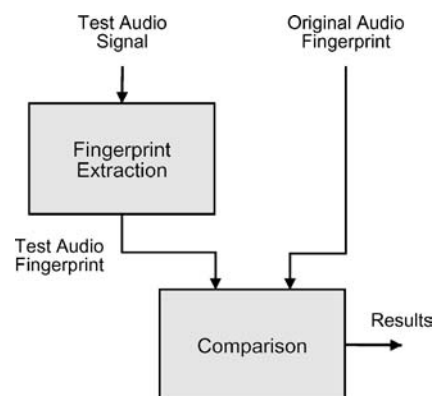 Test Audio
Signal
Original Audio
Fingerprint
Fingerprint
Extraction
Test Audio
Fingerprint
Comparison
Results